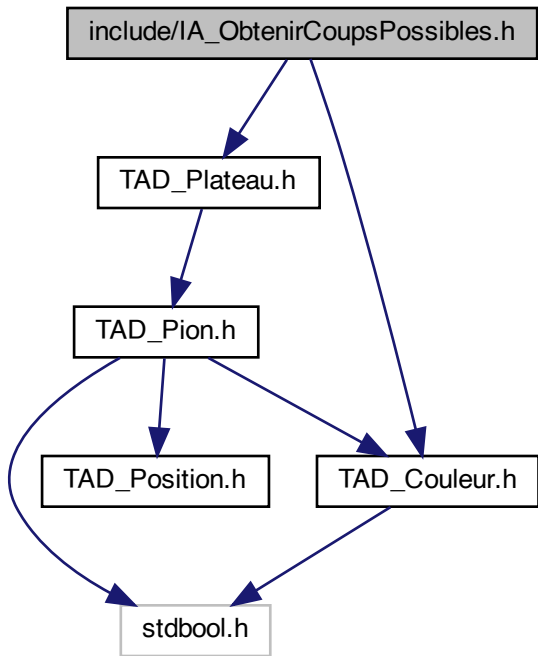 include/IA_ObtenirCoupsPossibles.h
TAD_Plateau.h
TAD_Pion.h
TAD_Position.h
TAD_Couleur.h
stdbool.h